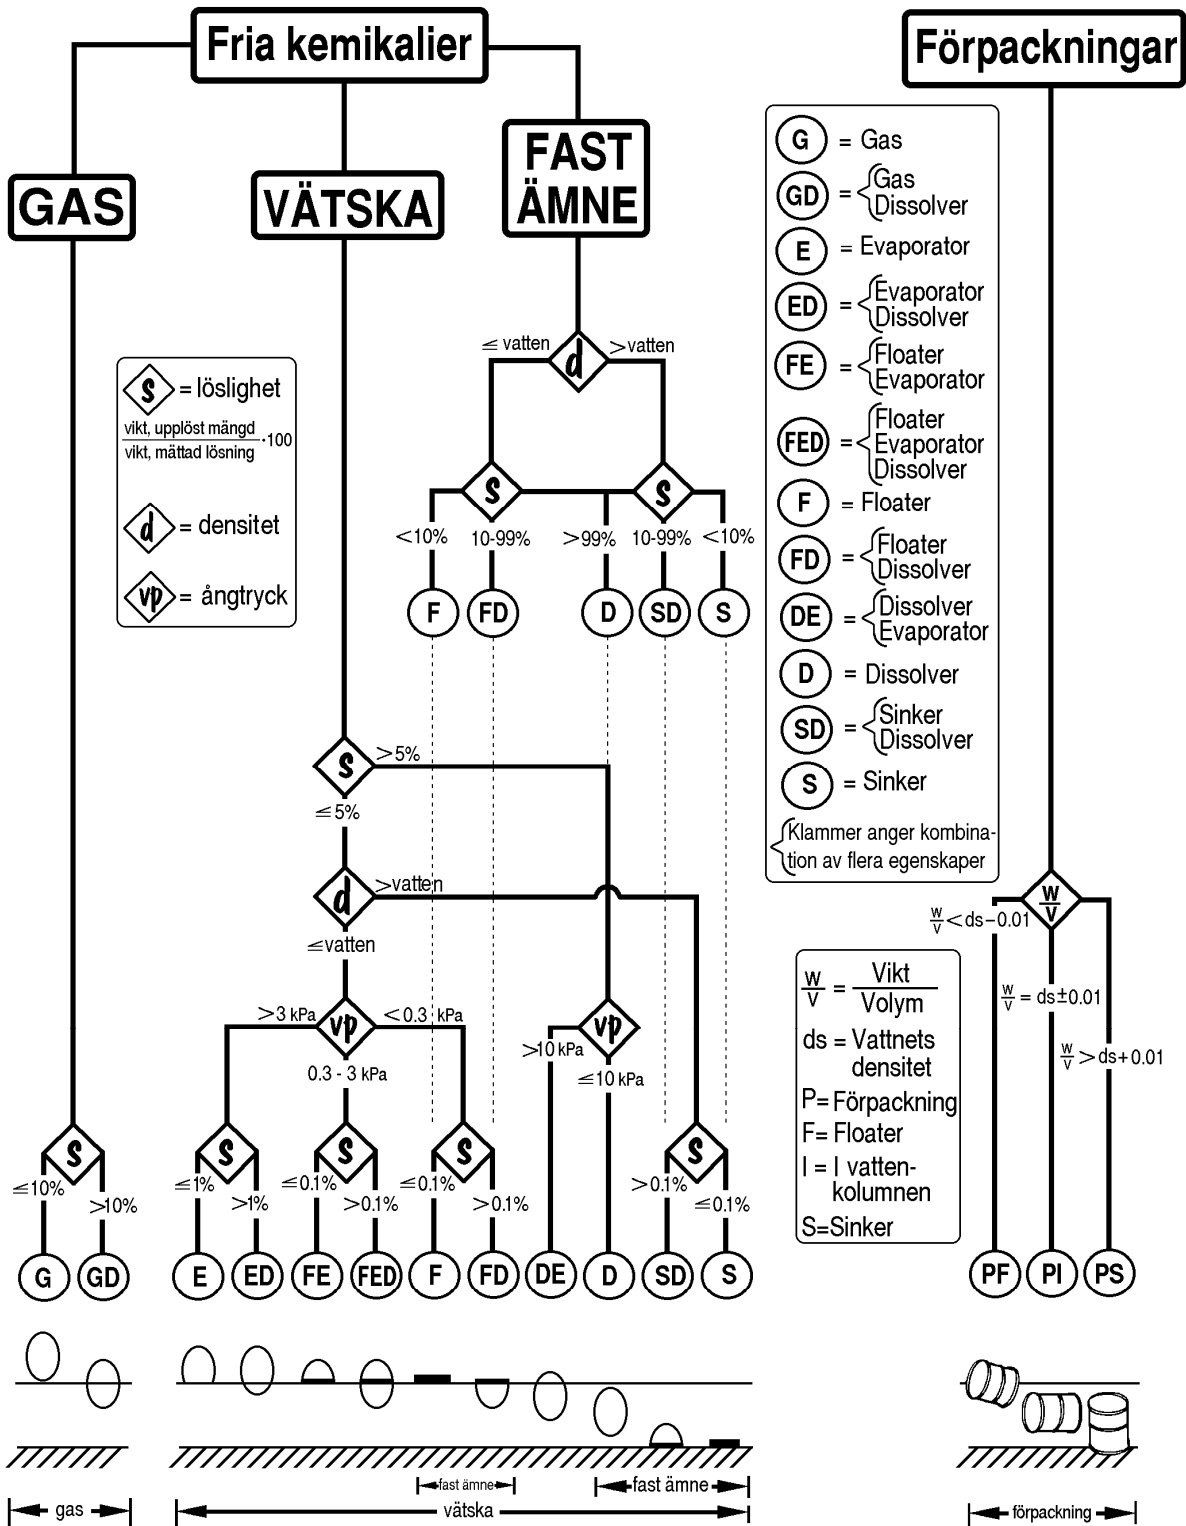 Fria kemikalier
Förpackningar
GAS
VÄTSKA
FAST
ÄMNE
s = löslighet
vikt, upplöst mängd
vikt, mättad lösning
·100
d = densitet
vp = ångtryck
≤ vatten
d
>vatten
s
s
<10%
10-99%
>99%
10-99%
<10%
F
FD
D
SD
S
G = Gas
GD = { Gas
Dissolver
E = Evaporator
ED = { Evaporator
Dissolver
FE = { Floater
Evaporator
FED = { Floater
Evaporator
Dissolver
F = Floater
FD = { Floater
Dissolver
DE = { Dissolver
Evaporator
D = Dissolver
SD = { Sinker
Dissolver
S = Sinker
{ Klammer anger kombina-
tion av flera egenskaper
s
>5%
≤5%
d
>vatten
≤vatten
>3 kPa
vp
<0.3 kPa
0.3 - 3 kPa
vp
>10 kPa
≤10 kPa
s
≤10%
>10%
s
≤1%
>1%
s
≤0.1%
>0.1%
s
≤0.1%
>0.1%
s
>0.1%
≤0.1%
G
GD
E
ED
FE
FED
F
FD
DE
D
SD
S
W/V
W/V < ds−0.01
W/V = ds±0.01
W/V > ds+0.01
W/V = Vikt/Volym
ds = Vattnets
densitet
P= Förpackning
F= Floater
I = I vatten-
kolumnen
S=Sinker
PF
PI
PS
fast ämne
fast ämne
gas
vätska
förpackning